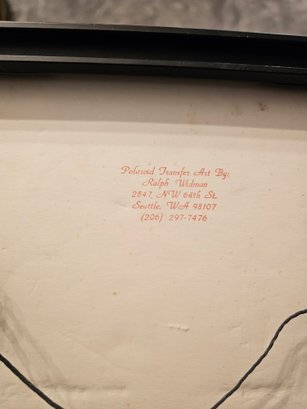 Polaroid Transfer Art By:
Ralph Widman
2847, NW 64th St.
Seattle, WA 98107
(206) 297-7476